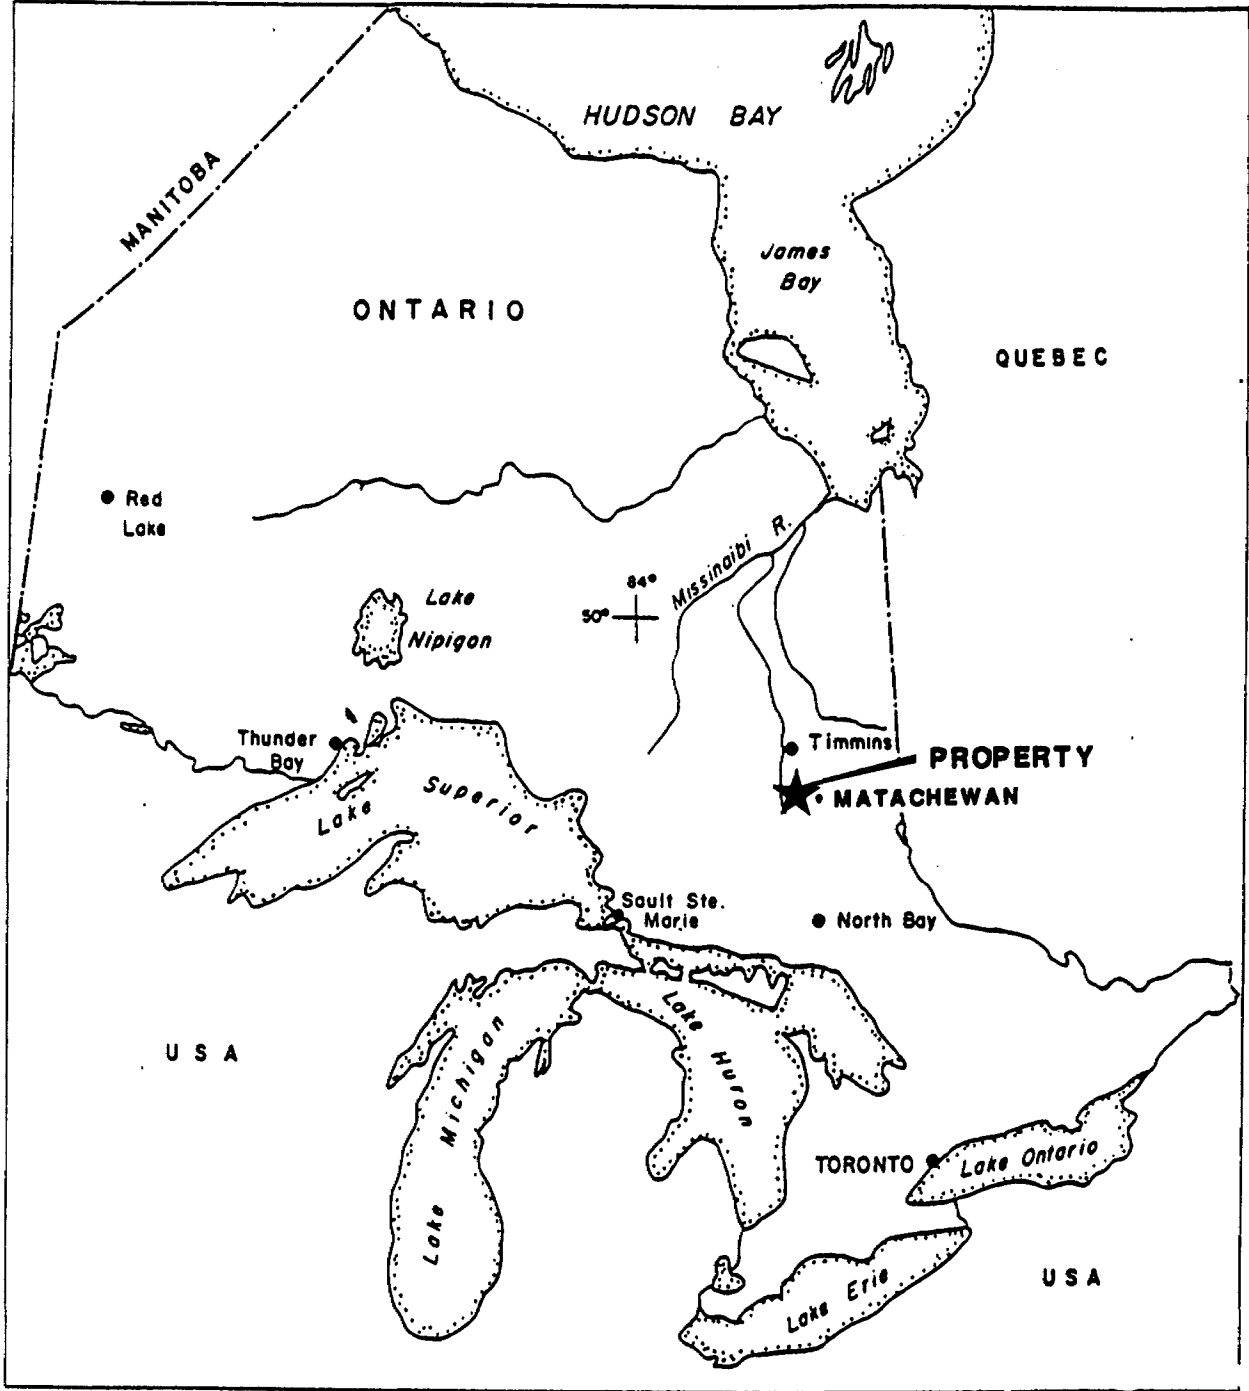 HUDSON BAY
MANITOBA
James
Bay
ONTARIO
QUEBEC
Red
Lake
Missinaibi R.
84°
50°
Lake
Nipigon
Thunder
Bay
Timmins
PROPERTY
MATACHEWAN
Lake Superior
Sault Ste.
Marie
North Bay
USA
Lake Michigan
Lake Huron
TORONTO
Lake Ontario
USA
Lake Erie